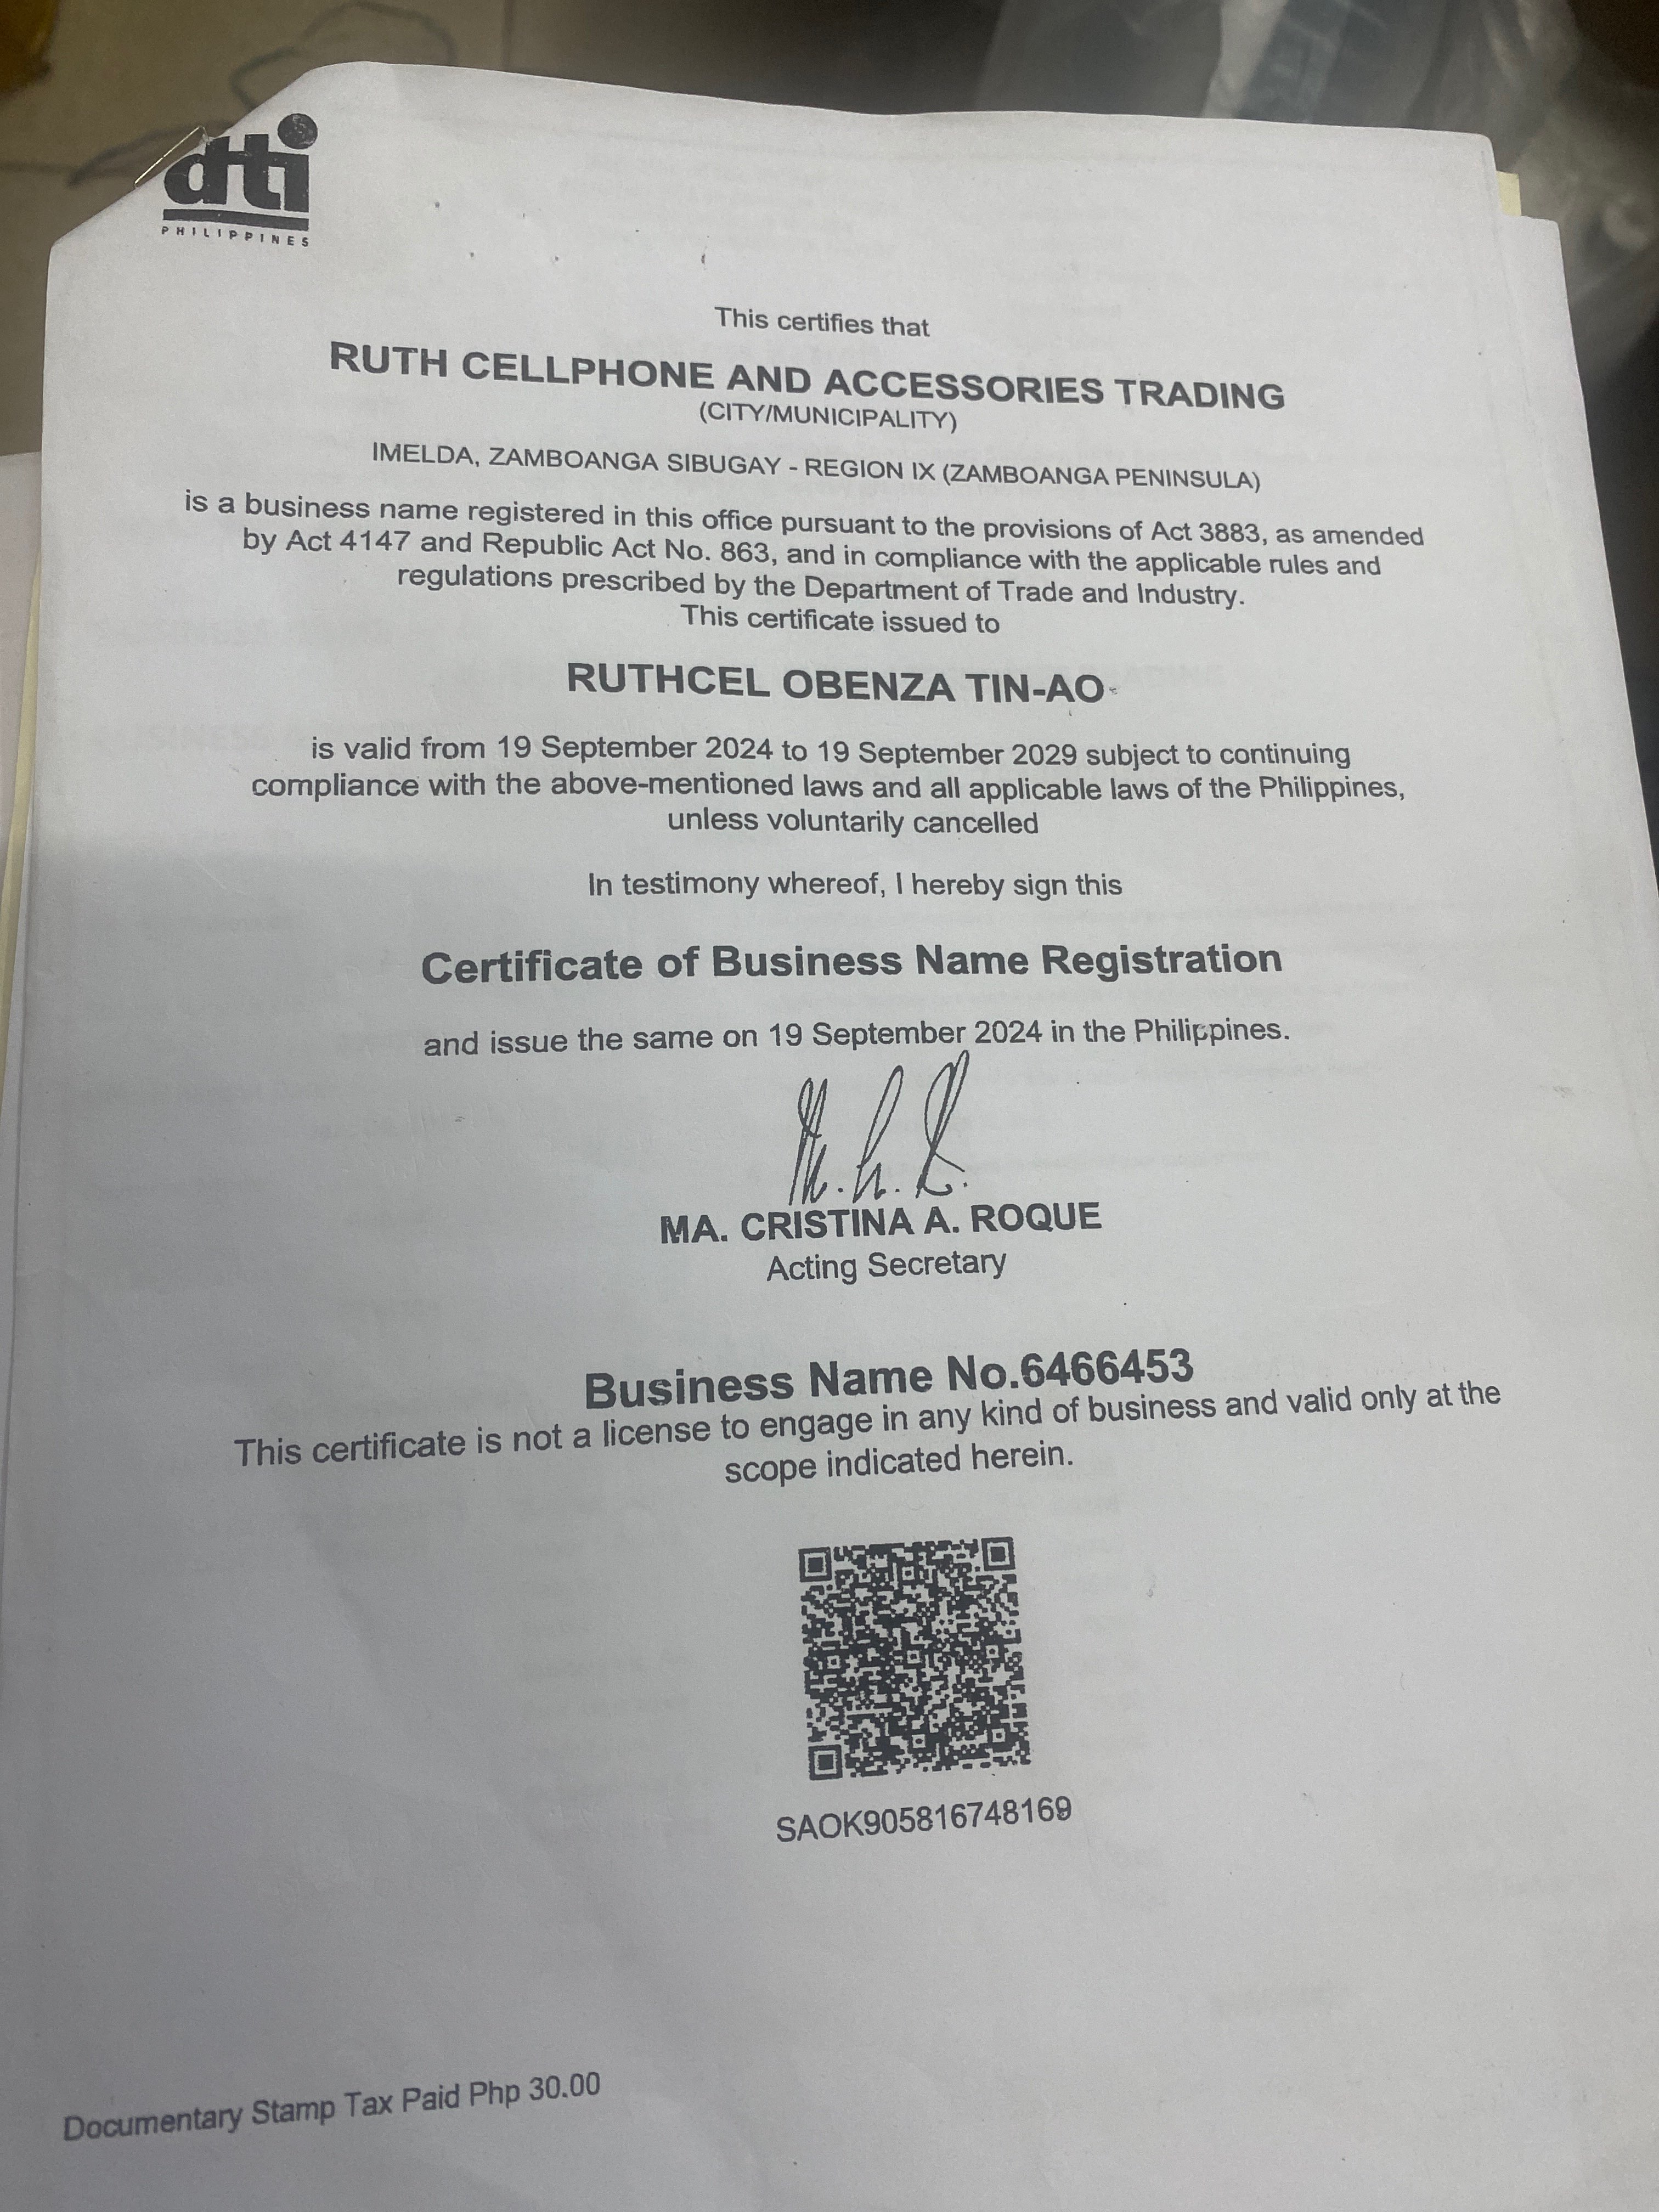 dti
PHILIPPINES
This certifies that
RUTH CELLPHONE AND ACCESSORIES TRADING
(CITY/MUNICIPALITY)
IMELDA, ZAMBOANGA SIBUGAY - REGION IX (ZAMBOANGA PENINSULA)
is a business name registered in this office pursuant to the provisions of Act 3883, as amended
by Act 4147 and Republic Act No. 863, and in compliance with the applicable rules and
regulations prescribed by the Department of Trade and Industry.
This certificate issued to
RUTHCEL OBENZA TIN-AO
is valid from 19 September 2024 to 19 September 2029 subject to continuing
compliance with the above-mentioned laws and all applicable laws of the Philippines,
unless voluntarily cancelled
In testimony whereof, I hereby sign this
Certificate of Business Name Registration
and issue the same on 19 September 2024 in the Philippines.
MA. CRISTINA A. ROQUE
Acting Secretary
Business Name No.6466453
This certificate is not a license to engage in any kind of business and valid only at the
scope indicated herein.
SAOK905816748169
Documentary Stamp Tax Paid Php 30.00